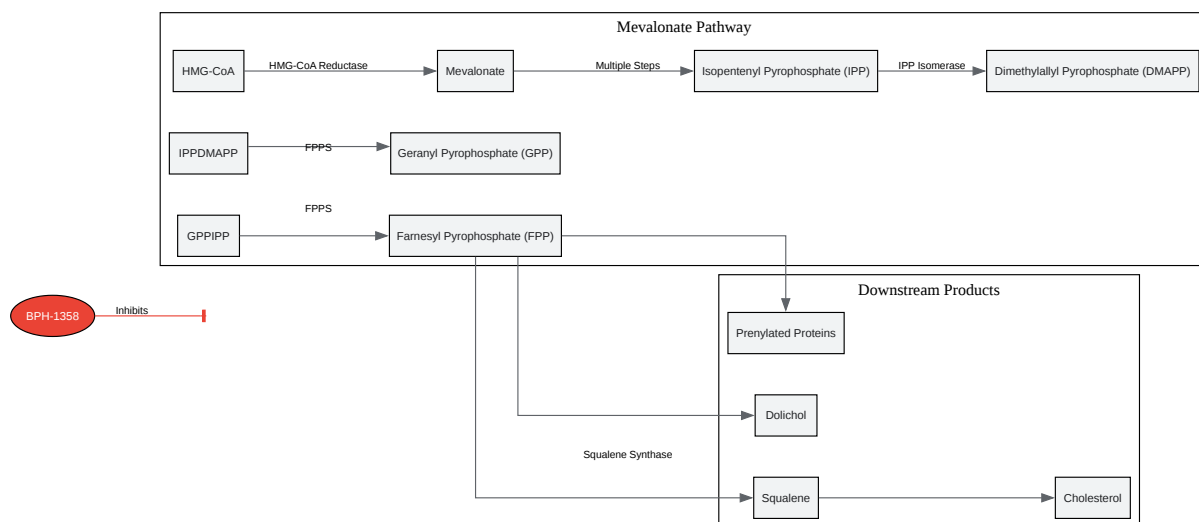 Mevalonate Pathway
HMG-CoA
HMG-CoA Reductase
Mevalonate
Multiple Steps
Isopentenyl Pyrophosphate (IPP)
IPP Isomerase
Dimethylallyl Pyrophosphate (DMAPP)
IPPDMAPP
FPPS
Geranyl Pyrophosphate (GPP)
FPPS
GPPIPP
Farnesyl Pyrophosphate (FPP)
Downstream Products
BPH-1358
Inhibits
Prenylated Proteins
Dolichol
Squalene Synthase
Squalene
Cholesterol